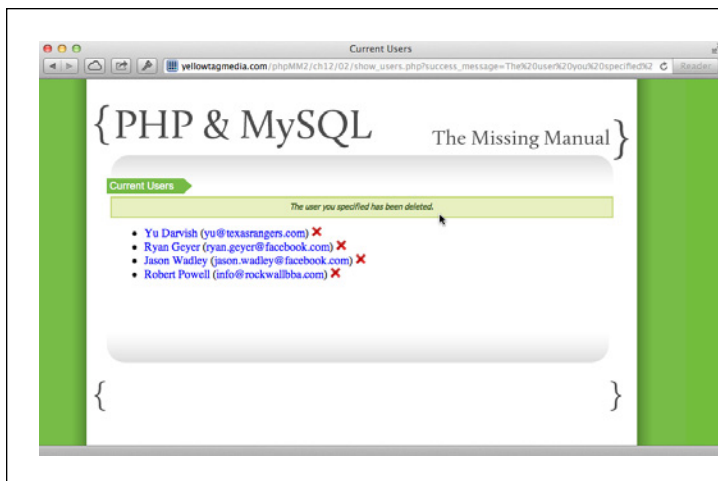 Current Users
yellowtagmedia.com/phpMM2/ch12/02/show_users.php?success_message=The%20user%20you%20specified%2
Reader
{PHP & MySQL
The Missing Manual}
Current Users
The user you specified has been deleted.
• Yu Darvish (yu@texasrangers.com) ✗
• Ryan Geyer (ryan.geyer@facebook.com) ✗
• Jason Wadley (jason.wadley@facebook.com) ✗
• Robert Powell (info@rockwallbba.com) ✗
{ }